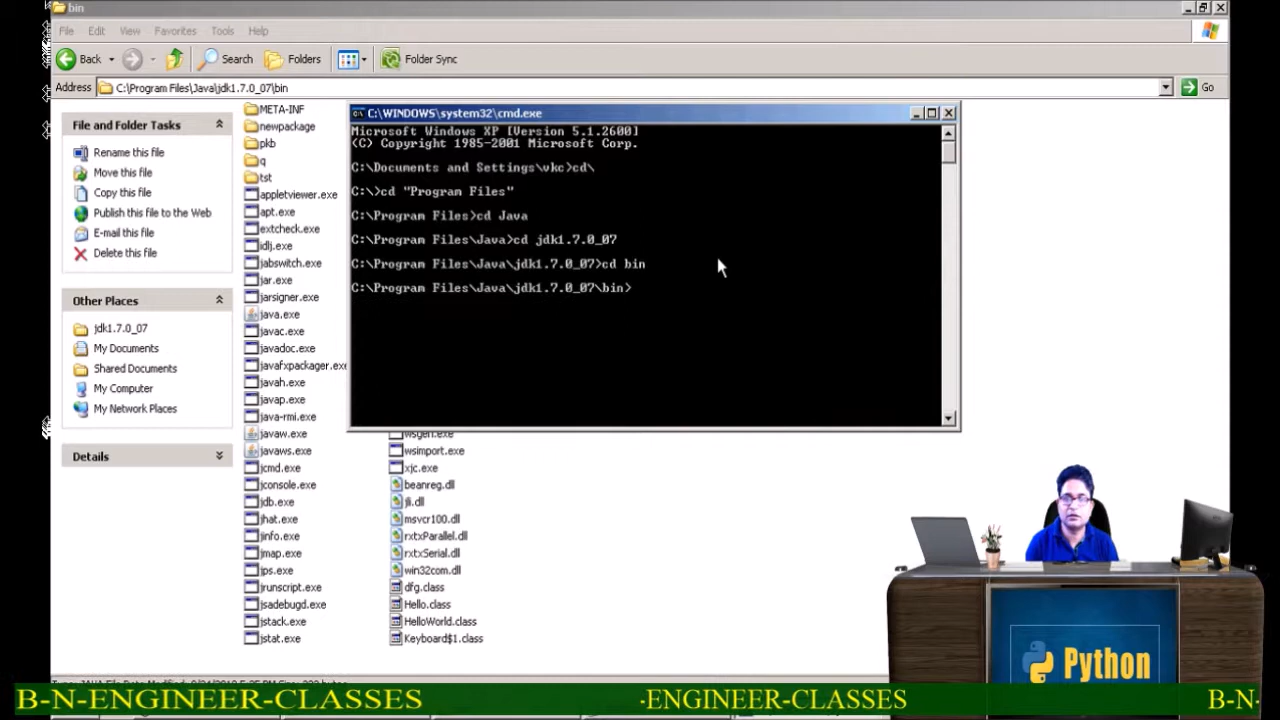 bin
File Edit View Favorites Tools Help
Back Search Folders Folder Sync
Address C:\Program Files\Java\jdk1.7.0_07\bin Go
File and Folder Tasks
Rename this file
Move this file
Copy this file
Publish this file to the Web
E-mail this file
Delete this file
Other Places
jdk1.7.0_07
My Documents
Shared Documents
My Computer
My Network Places
Details
META-INF
newpackage
pkb
q
tst
appletviewer.exe
apt.exe
extcheck.exe
idlj.exe
jabswitch.exe
jar.exe
jarsigner.exe
java.exe
javac.exe
javadoc.exe
javafxpackager.exe
javah.exe
javap.exe
java-rmi.exe
javaw.exe
javaws.exe
jcmd.exe
jconsole.exe
jdb.exe
jhat.exe
jinfo.exe
jmap.exe
jps.exe
jrunscript.exe
jsadebugd.exe
jstack.exe
jstat.exe
wsgen.exe
wsimport.exe
xjc.exe
beanreg.dll
jli.dll
msvcr100.dll
rxtxParallel.dll
rxtxSerial.dll
win32com.dll
dfg.class
Hello.class
HelloWorld.class
Keyboard$1.class
C:\WINDOWS\system32\cmd.exe
Microsoft Windows XP [Version 5.1.2600]
(C) Copyright 1985-2001 Microsoft Corp.
C:\Documents and Settings\vkc>cd\
C:\>cd "Program Files"
C:\Program Files>cd Java
C:\Program Files\Java>cd jdk1.7.0_07
C:\Program Files\Java\jdk1.7.0_07>cd bin
C:\Program Files\Java\jdk1.7.0_07\bin>
Python
B-N-ENGINEER-CLASSES -ENGINEER-CLASSES B-N-